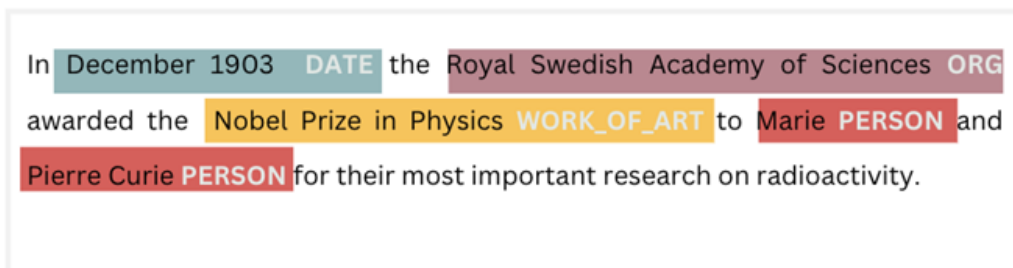 In December 1903 DATE the Royal Swedish Academy of Sciences ORG
awarded the Nobel Prize in Physics WORK_OF_ART to Marie PERSON and
Pierre Curie PERSON for their most important research on radioactivity.